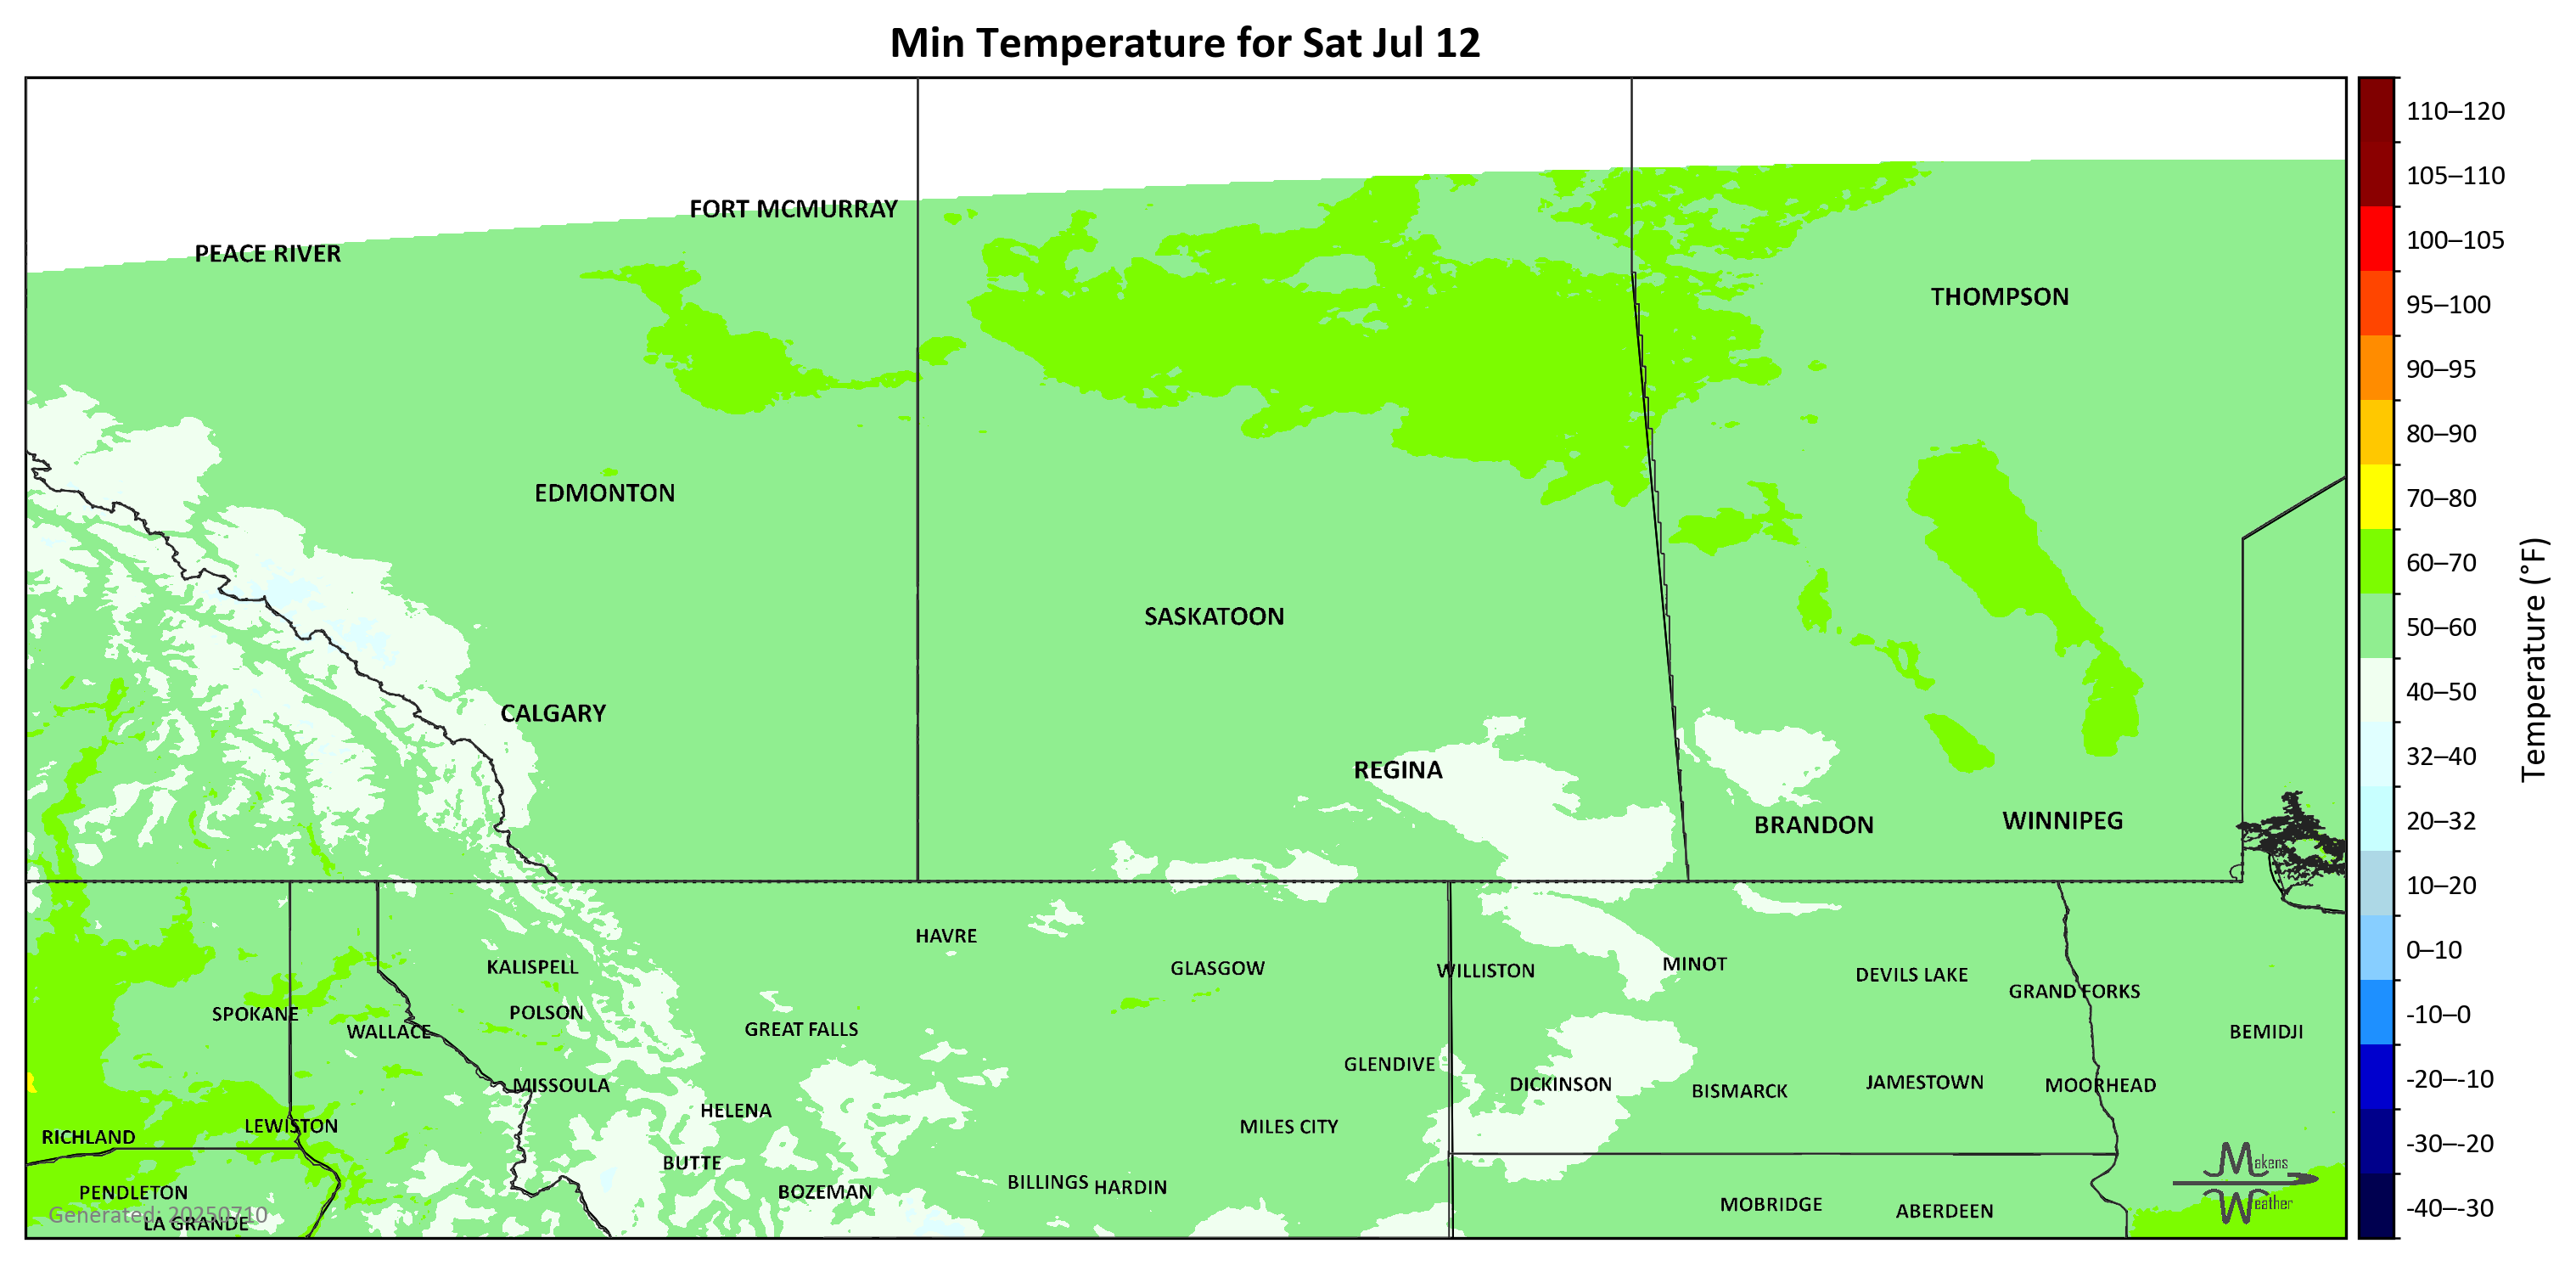 Min Temperature for Sat Jul 12
FORT MCMURRAY
PEACE RIVER
THOMPSON
EDMONTON
SASKATOON
CALGARY
REGINA
BRANDON
WINNIPEG
HAVRE
KALISPELL
GLASGOW
WILLISTON
MINOT
DEVILS LAKE
GRAND FORKS
SPOKANE
POLSON
WALLACE
GREAT FALLS
BEMIDJI
GLENDIVE
MISSOULA
DICKINSON
BISMARCK
JAMESTOWN
MOORHEAD
HELENA
LEWISTON
RICHLAND
MILES CITY
BUTTE
PENDLETON
BOZEMAN
BILLINGS
HARDIN
MOBRIDGE
ABERDEEN
LA GRANDE
Generated: 20250710
Makens
Weather
110–120
105–110
100–105
95–100
90–95
80–90
70–80
60–70
50–60
40–50
32–40
20–32
10–20
0–10
-10–0
-20–-10
-30–-20
-40–-30
Temperature (°F)